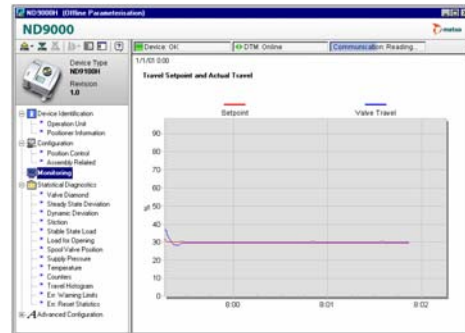 ND9000H (Offline Parameterisation)
ND9000
metso
Device: OK
DTM: Online
Communication: Reading...
Device Type
ND9100H
Revision
1.0
Device Identification
Operation Unit
Positioner Information
Configuration
Position Control
Assembly Related
Monitoring
Statistical Diagnostics
Valve Diamond
Steady State Deviation
Dynamic Deviation
Stiction
Stable State Load
Load for Opening
Spool Valve Position
Supply Pressure
Temperature
Counters
Travel Histogram
Err. Warning Limits
Err. Reset Statistics
Advanced Configuration
1/1/01 0:00
Travel Setpoint and Actual Travel
Setpoint
Valve Travel
90
80
70
60
%
50
40
30
20
10
0
8:00
8:01
8:02